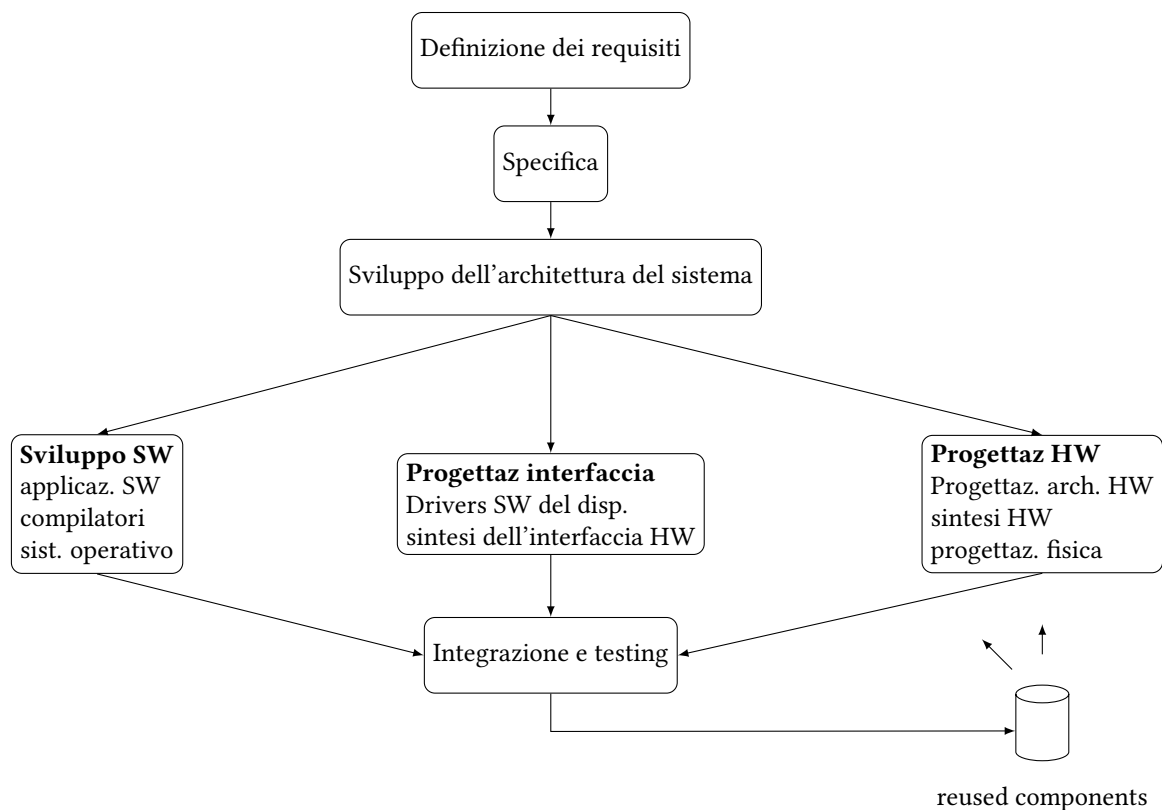 Definizione dei requisiti
Specifica
Sviluppo dell’architettura del sistema
Sviluppo SW
applicaz. SW
compilatori
sist. operativo
Progettaz interfaccia
Drivers SW del disp.
sintesi dell’interfaccia HW
Progettaz HW
Progettaz. arch. HW
sintesi HW
progettaz. fisica
Integrazione e testing
reused components